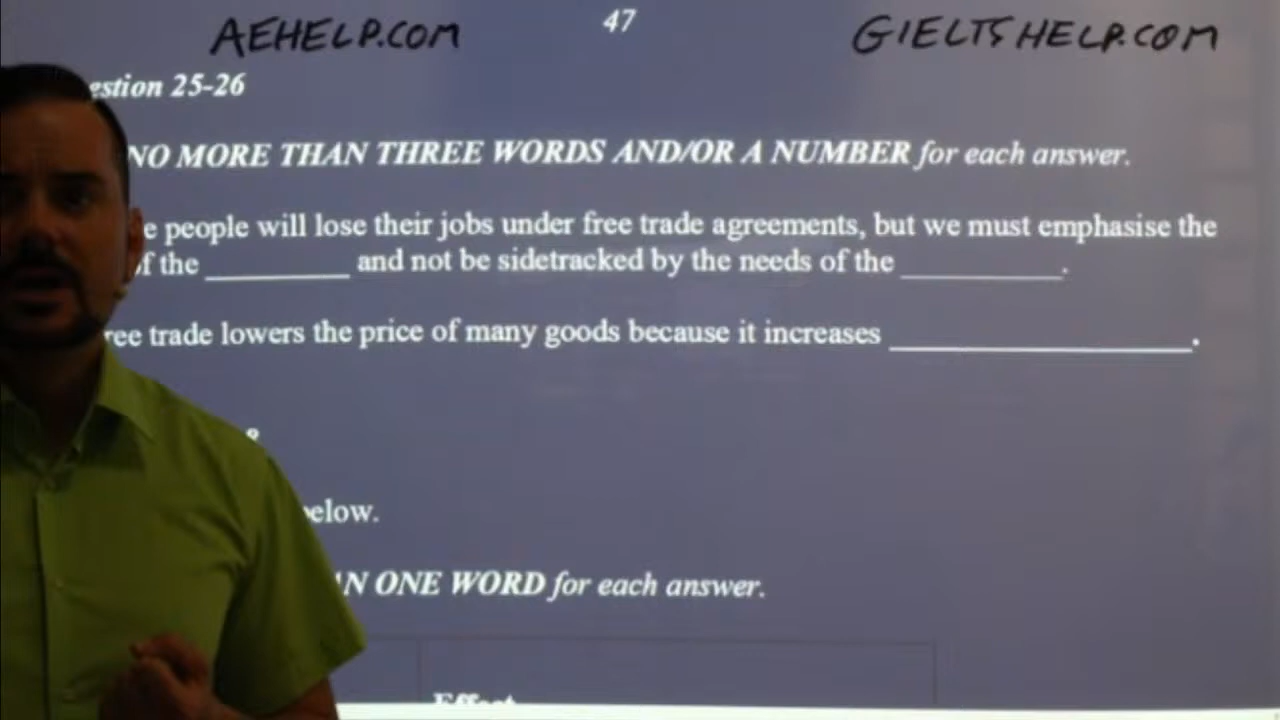 47
AEHELP.COM
GIELTSHELP.COM
estion 25-26
NO MORE THAN THREE WORDS AND/OR A NUMBER for each answer.
e people will lose their jobs under free trade agreements, but we must emphasise the
of the __________ and not be sidetracked by the needs of the ___________.
ree trade lowers the price of many goods because it increases _____________________.
elow.
N ONE WORD for each answer.
Effect